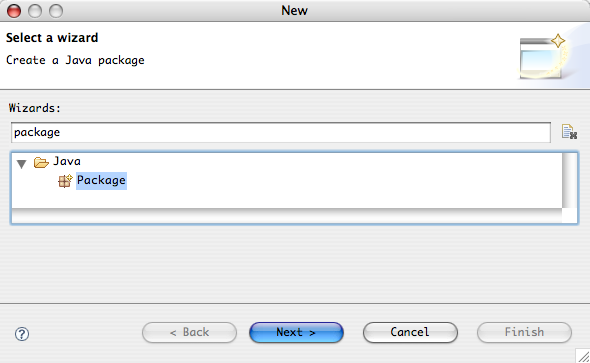 New
Select a wizard
Create a Java package
Wizards:
package
Java
Package
?
< Back
Next >
Cancel
Finish